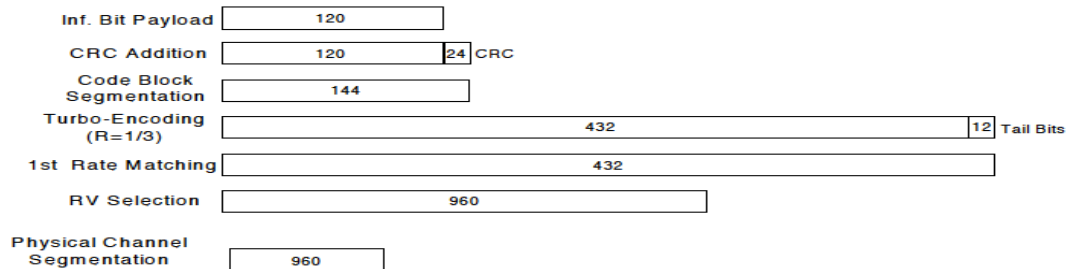 Inf. Bit Payload 120
CRC Addition 120 24 CRC
Code Block
Segmentation 144
Turbo-Encoding
(R=1/3) 432 12 Tail Bits
1st Rate Matching 432
RV Selection 960
Physical Channel
Segmentation 960